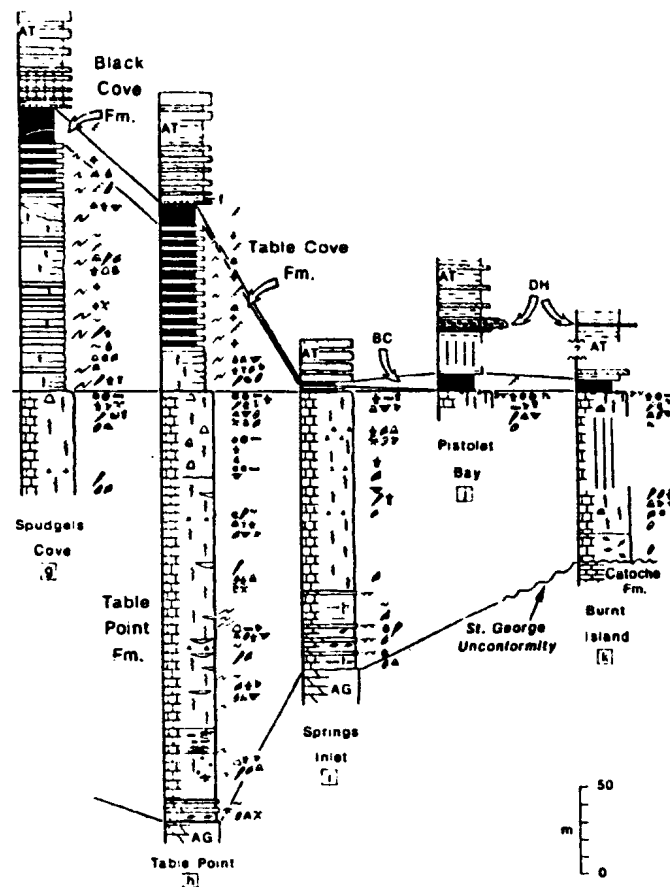 AT
Black
Cove
Fm.
AT
Table Cove
Fm.
AT
BC
AT
DH
AT
Pistolet
Bay
j
Spudgels
Cove
g
Table
Point
Fm.
Catoche
Fm.
Burnt
Island
k
St. George
Unconformity
AG
Springs
Inlet
i
AG
Table Point
h
50
m
0